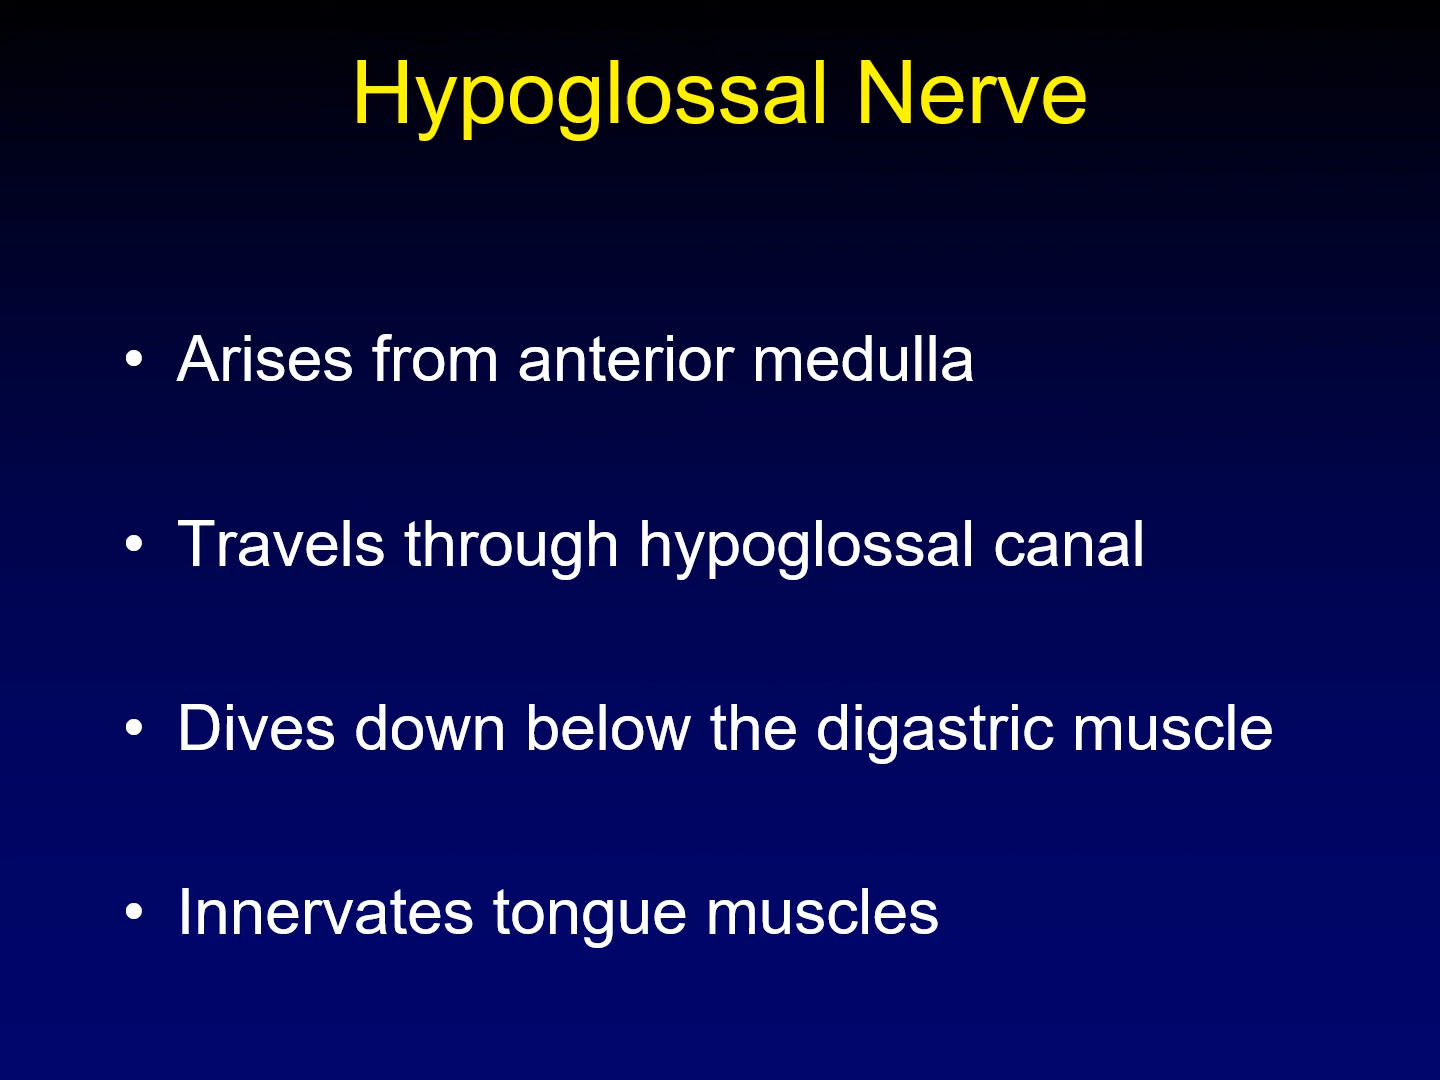 Hypoglossal Nerve
• Arises from anterior medulla
• Travels through hypoglossal canal
• Dives down below the digastric muscle
• Innervates tongue muscles